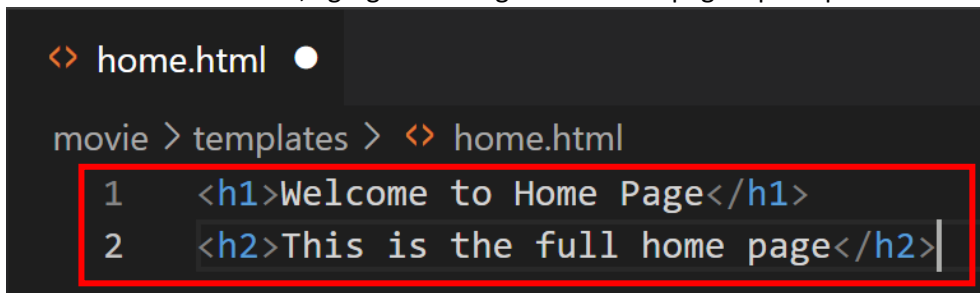 home.html
movie > templates > <> home.html
1 <h1>Welcome to Home Page</h1>
2 <h2>This is the full home page</h2>